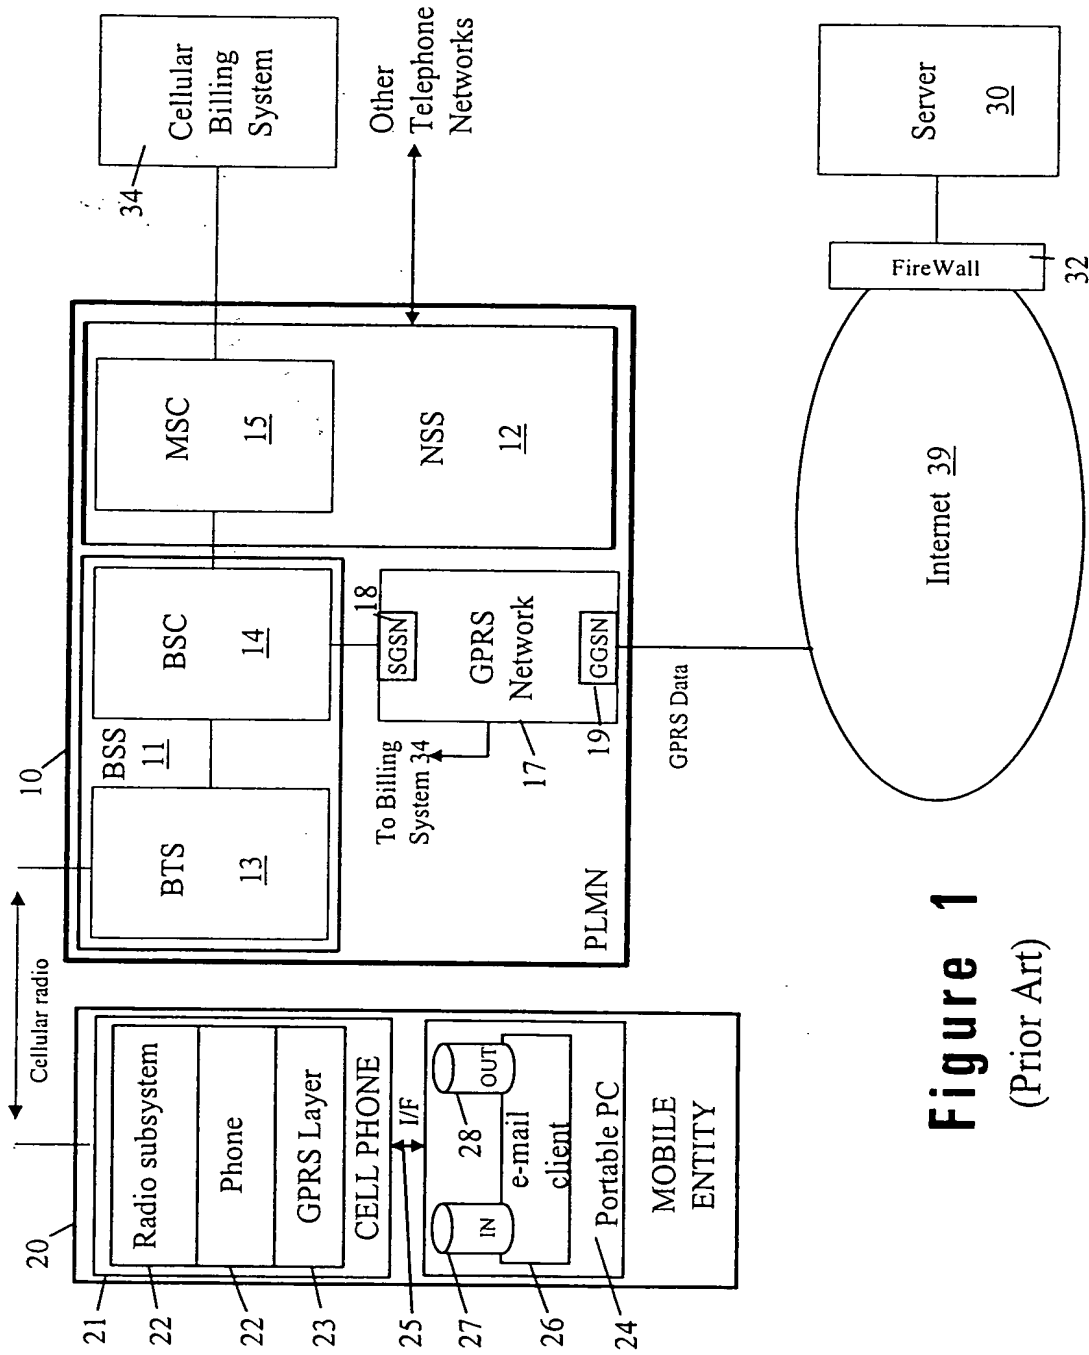 Cellular radio
20
21
22
22
23
25
27
26
24
Radio subsystem
Phone
GPRS Layer
CELL PHONE
I/F
IN
OUT
28
e-mail
client
Portable PC
MOBILE
ENTITY
10
BTS
13
BSS
11
BSC
14
MSC
15
NSS
12
SGSN
18
GPRS
Network
GGSN
19
17
To Billing
System 34
PLMN
GPRS Data
34
Cellular
Billing
System
Other
Telephone
Networks
Internet 39
FireWall
32
Server
30
Figure 1
(Prior Art)